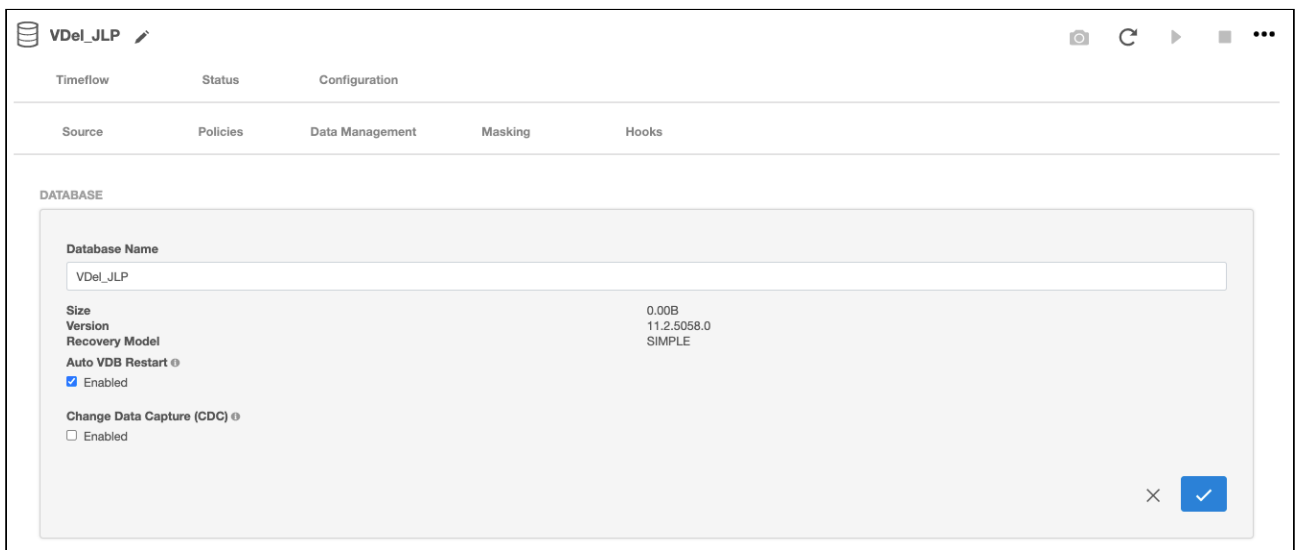 VDel_JLP
Timeflow Status Configuration
Source Policies Data Management Masking Hooks
DATABASE
Database Name
VDel_JLP
Size 0.00B
Version 11.2.5058.0
Recovery Model SIMPLE
Auto VDB Restart
Enabled
Change Data Capture (CDC)
Enabled